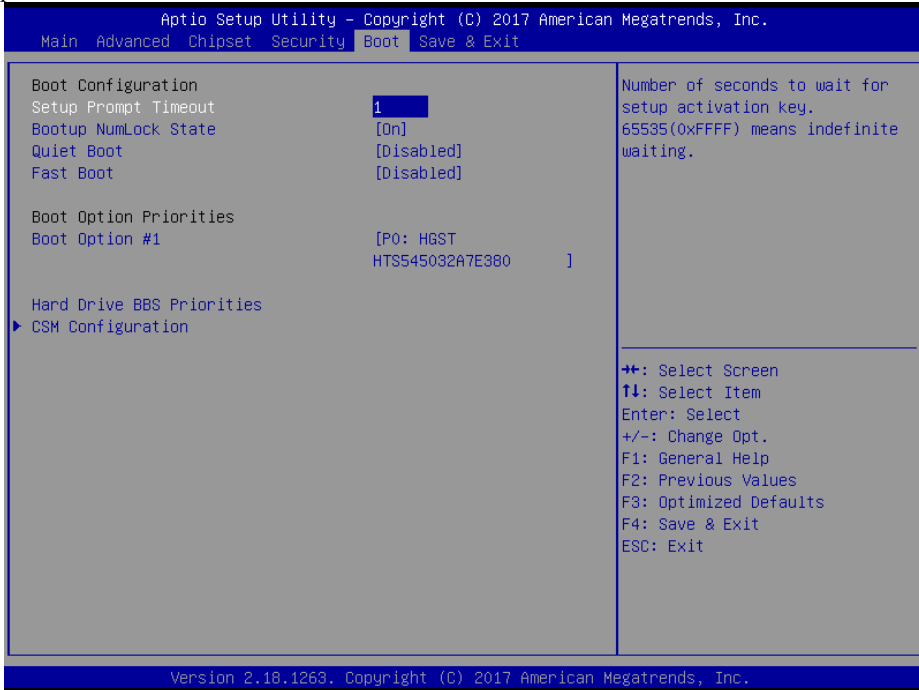 Aptio Setup Utility – Copyright (C) 2017 American Megatrends, Inc.
Main Advanced Chipset Security Boot Save & Exit
Boot Configuration
Setup Prompt Timeout 1
Bootup NumLock State [On]
Quiet Boot [Disabled]
Fast Boot [Disabled]
Boot Option Priorities
Boot Option #1 [P0: HGST
HTS545032A7E380 ]
Hard Drive BBS Priorities
CSM Configuration
Number of seconds to wait for
setup activation key.
65535(0xFFFF) means indefinite
waiting.
→←: Select Screen
↑↓: Select Item
Enter: Select
+/-: Change Opt.
F1: General Help
F2: Previous Values
F3: Optimized Defaults
F4: Save & Exit
ESC: Exit
Version 2.18.1263. Copyright (C) 2017 American Megatrends, Inc.